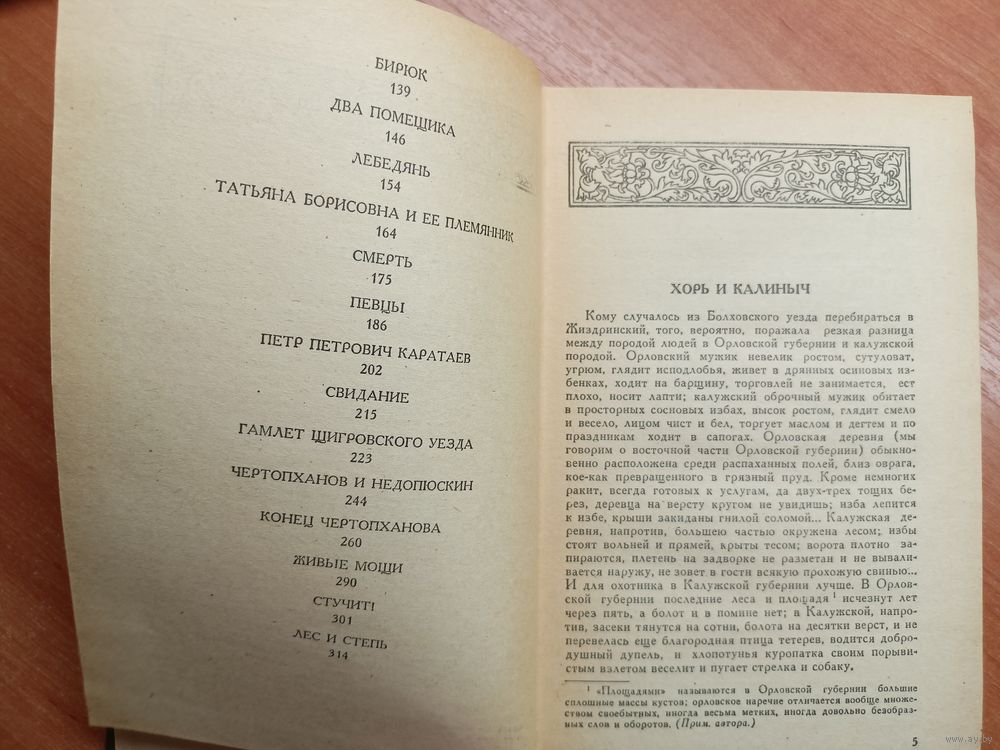 БИРЮК
139
ДВА ПОМЕЩИКА
146
ЛЕБЕДЯНЬ
154
ТАТЬЯНА БОРИСОВНА И ЕЕ ПЛЕМЯННИК
164
СМЕРТЬ
175
ПЕВЦЫ
186
ПЕТР ПЕТРОВИЧ КАРАТАЕВ
202
СВИДАНИЕ
215
ГАМЛЕТ ЩИГРОВСКОГО УЕЗДА
223
ЧЕРТОПХАНОВ И НЕДОПЮСКИН
244
КОНЕЦ ЧЕРТОПХАНОВА
260
ЖИВЫЕ МОЩИ
290
СТУЧИТ!
301
ЛЕС И СТЕПЬ
314
ХОРЬ И КАЛИНЫЧ
Кому случалось из Болховского уезда перебираться в
Жиздринский, того, вероятно, поражала резкая разница
между породой людей в Орловской губернии и калужской
породой. Орловский мужик невелик ростом, сутуловат,
угрюм, глядит исподлобья, живет в дрянных осиновых из-
бенках, ходит на барщину, торговлей не занимается, ест
плохо, носит лапти; калужский оброчный мужик обитает
в просторных сосновых избах, высок ростом, глядит смело
и весело, лицом чист и бел, торгует маслом и дегтем и по
праздникам ходит в сапогах. Орловская деревня (мы
говорим о восточной части Орловской губернии) обыкно-
венно расположена среди распаханных полей, близ оврага,
кое-как превращенного в грязный пруд. Кроме немногих
ракит, всегда готовых к услугам, да двух-трех тощих бе-
рез, деревца на версту кругом не увидишь; изба лепится
к избе, крыши закиданы гнилой соломой... Калужская де-
ревня, напротив, большею частью окружена лесом; избы
стоят вольней и прямей, крыты тесом; ворота плотно за-
пираются, плетень на задворке не разметан и не вывали-
вается наружу, не зовет в гости всякую прохожую свинью...
И для охотника в Калужской губернии лучше. В Орлов-
ской губернии последние леса и площадя¹ исчезнут лет
через пять, а болот и в помине нет; в Калужской, напро-
тив, засеки тянутся на сотни, болота на десятки верст, и не
перевелась еще благородная птица тетерев, водится добро-
душный дупель, и хлопотунья куропатка своим порыви-
стым взлетом веселит и пугает стрелка и собаку.
¹ «Площадями» называются в Орловской губернии большие
сплошные массы кустов; орловское наречие отличается вообще множе-
ством своебытных, иногда весьма метких, иногда довольно безобраз-
ных слов и оборотов. (Прим. автора.)
5
www.ay.by